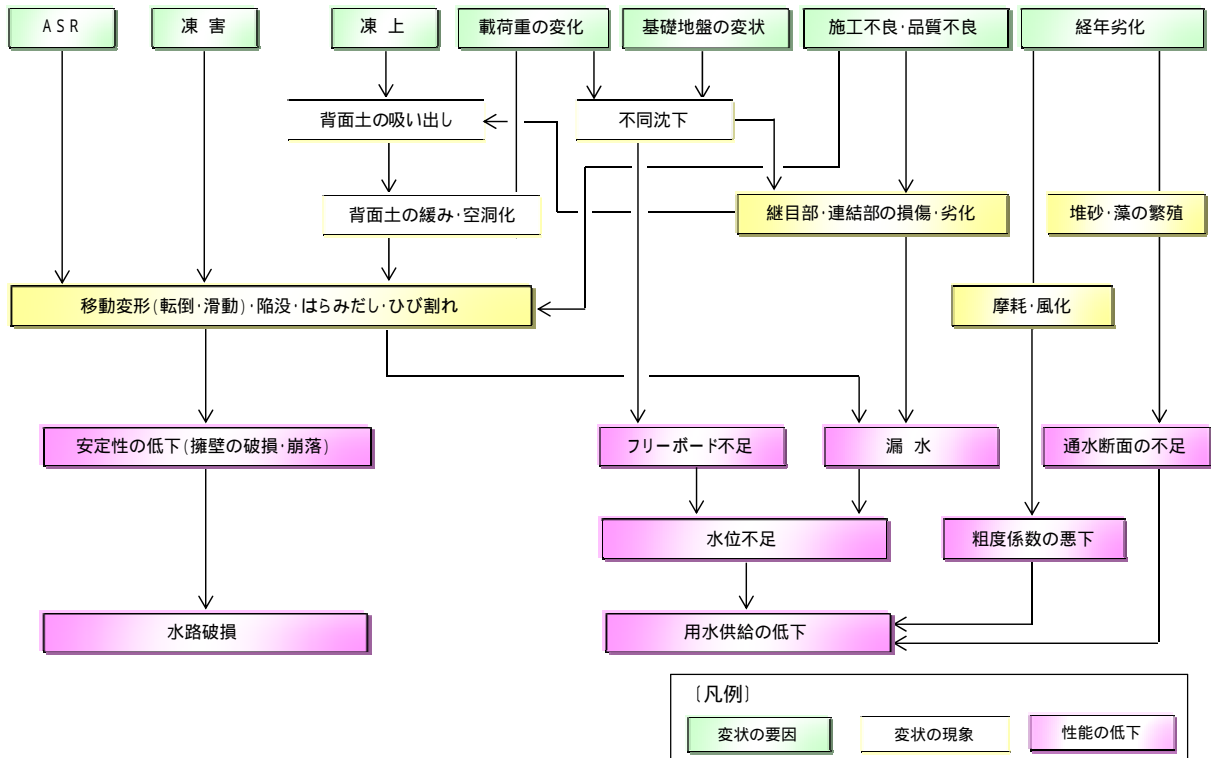 ASR
凍 害
凍 上
載荷重の変化
基礎地盤の変状
施工不良･品質不良
経年劣化
背面土の吸い出し
不同沈下
背面土の緩み･空洞化
継目部･連結部の損傷･劣化
堆砂･藻の繁殖
移動変形(転倒･滑動)･陥没･はらみだし･ひび割れ
摩耗･風化
安定性の低下(擁壁の破損･崩落)
フリーボード不足
漏 水
通水断面の不足
水位不足
粗度係数の悪下
水路破損
用水供給の低下
〔凡例〕
変状の要因
変状の現象
性能の低下